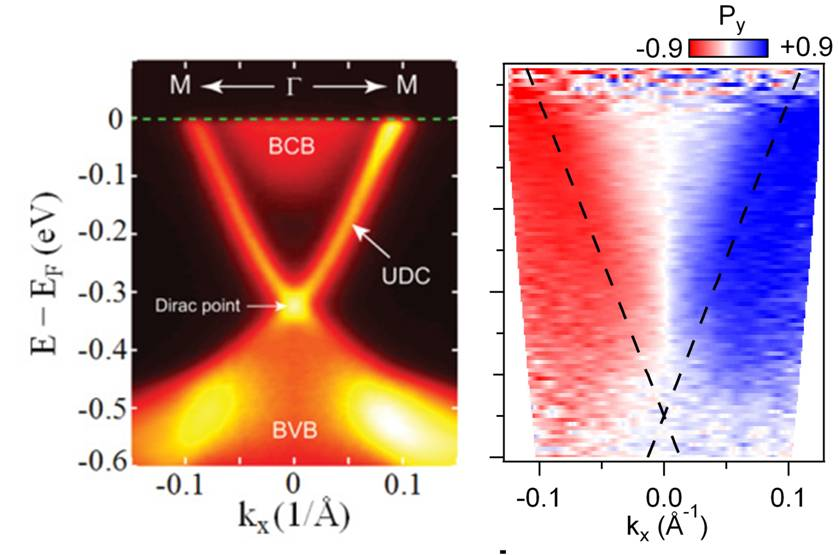 M Γ M
BCB
UDC
Dirac point
BVB
0
-0.1
-0.2
-0.3
-0.4
-0.5
-0.6
E − E_F (eV)
-0.1 0 0.1
k_x (1/Å)
P_y
-0.9 +0.9
-0.1 0.0 0.1
k_x (Å⁻¹)